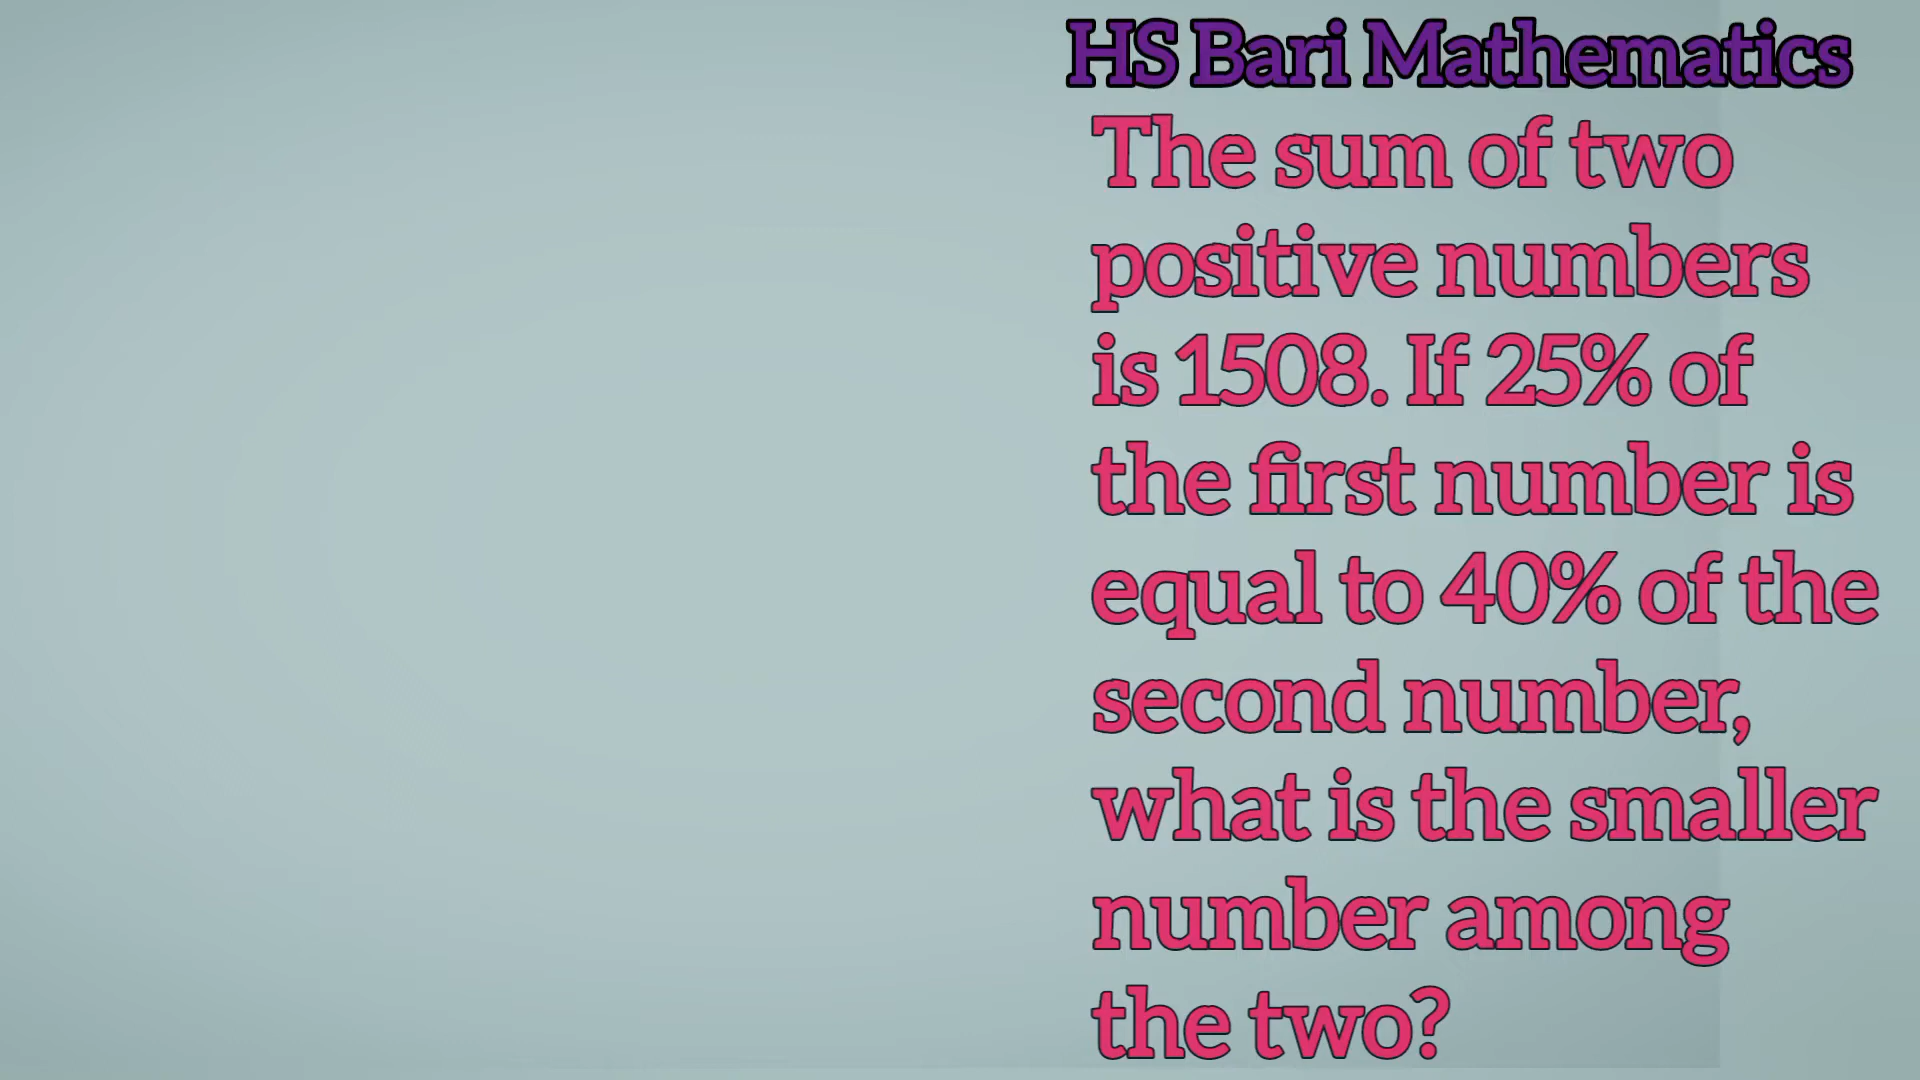 HS Bari Mathematics
The sum of two
positive numbers
is 1508. If 25% of
the first number is
equal to 40% of the
second number,
what is the smaller
number among
the two?